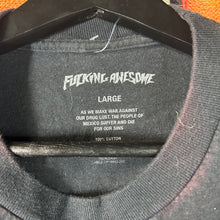 FUCKING AWESOME
LARGE
AS WE MAKE WAR AGAINST
OUR DRUG LOST. THE PEOPLE OF
MEXICO SUFFER AND DIE
FOR OUR SINS
100% COTTON